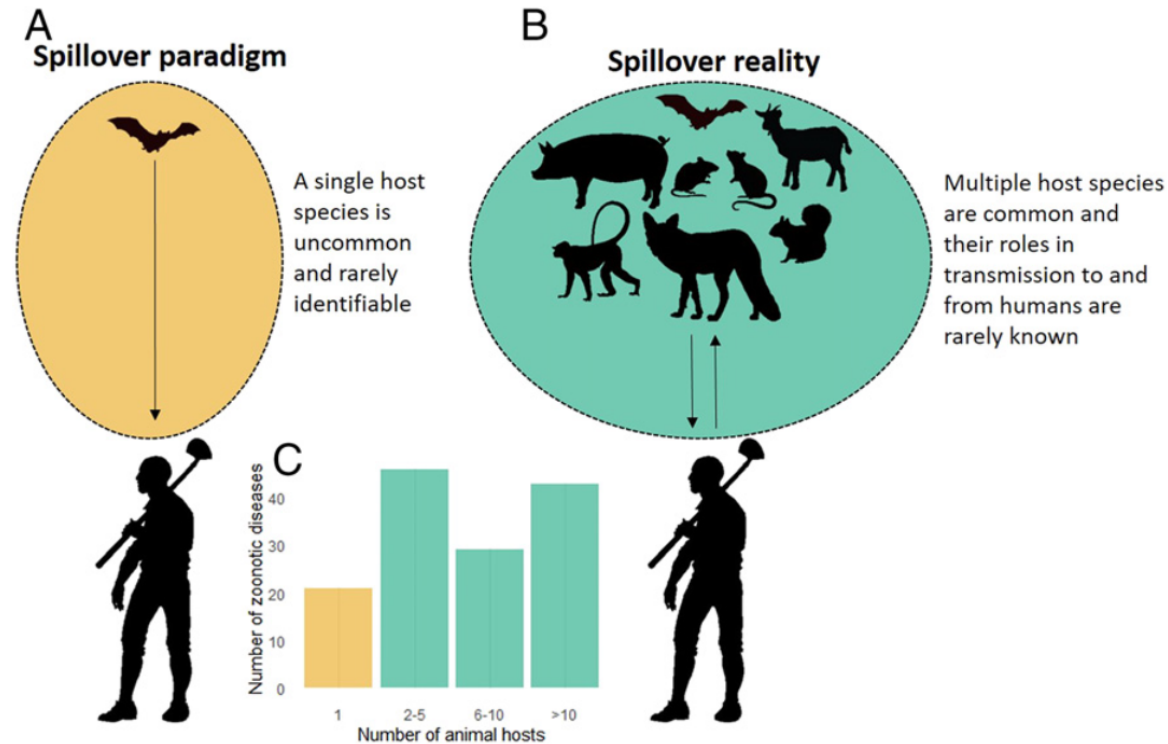 A
Spillover paradigm
A single host
species is
uncommon
and rarely
identifiable
B
Spillover reality
Multiple host species
are common and
their roles in
transmission to and
from humans are
rarely known
C
Number of zoonotic diseases
40
30
20
10
0
1 2-5 6-10 >10
Number of animal hosts